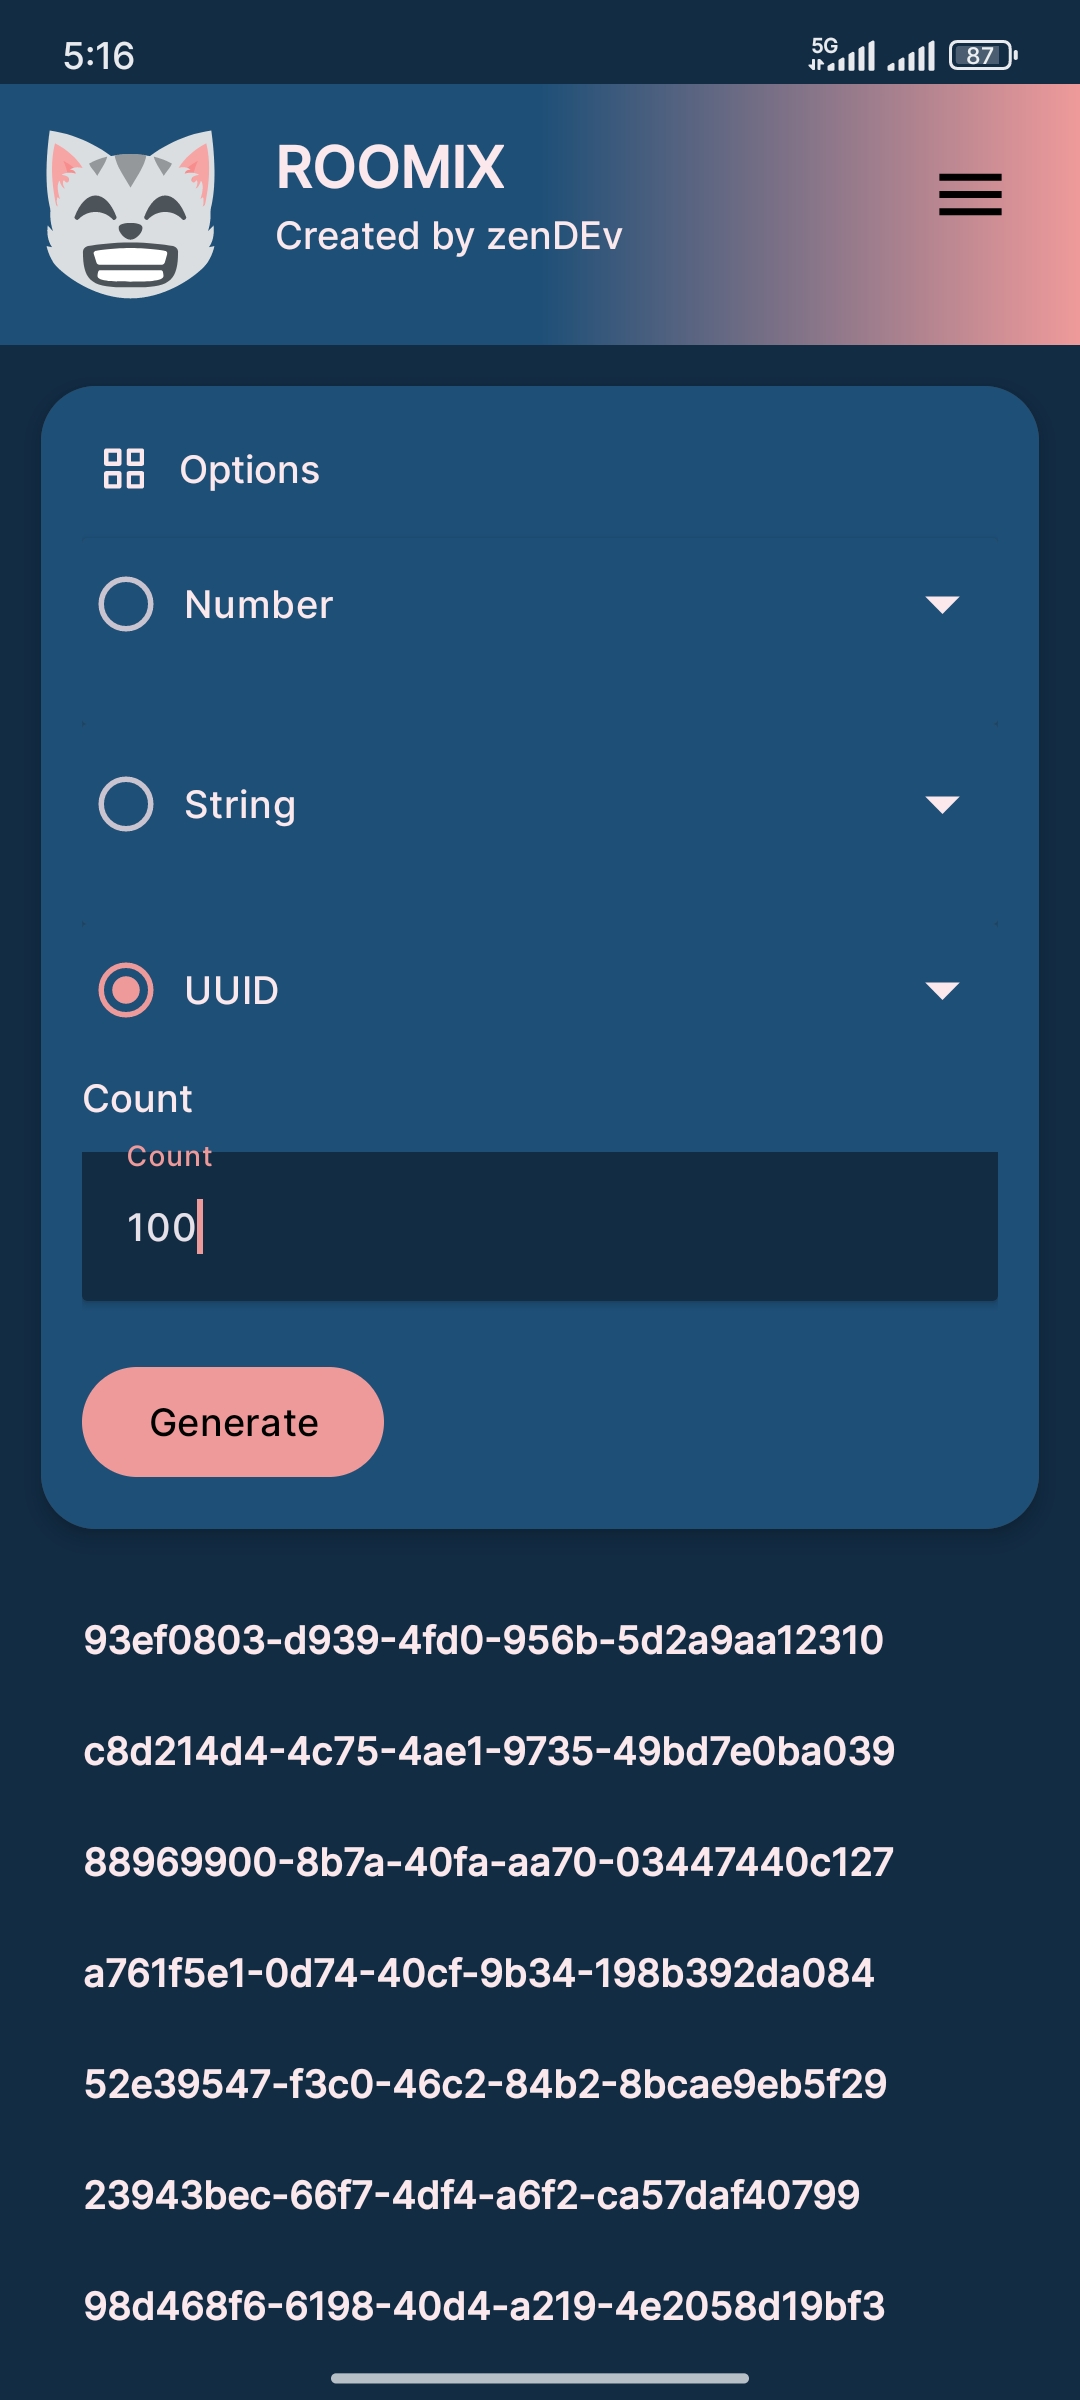 5:16
5G
87
ROOMIX
Created by zenDEv
Options
Number
String
UUID
Count
Count
100
Generate
93ef0803-d939-4fd0-956b-5d2a9aa12310
c8d214d4-4c75-4ae1-9735-49bd7e0ba039
88969900-8b7a-40fa-aa70-03447440c127
a761f5e1-0d74-40cf-9b34-198b392da084
52e39547-f3c0-46c2-84b2-8bcae9eb5f29
23943bec-66f7-4df4-a6f2-ca57daf40799
98d468f6-6198-40d4-a219-4e2058d19bf3